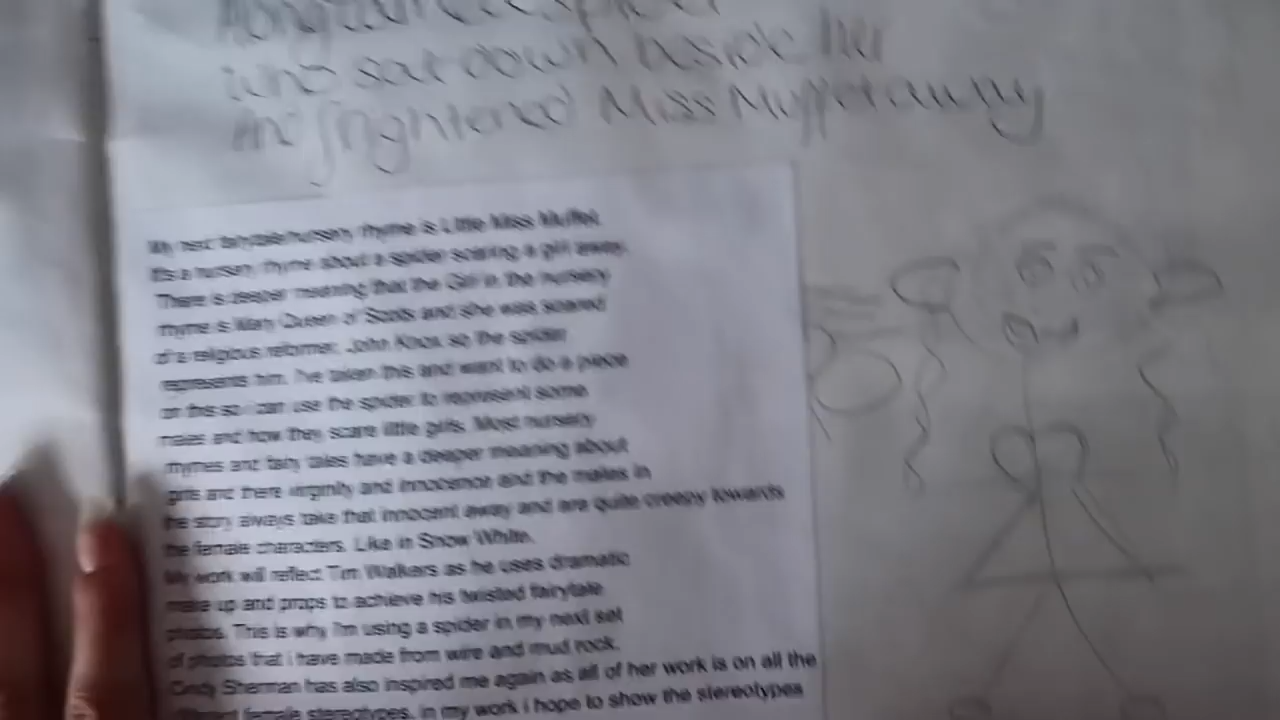 Along came a spider
who sat down beside her
And frightened Miss Muffet away
My next fairytale/nursery rhyme is Little Miss Muffet.
It's a nursery rhyme about a spider scaring a girl away.
There is deeper meaning that the Girl in the nursery
rhyme is Mary Queen of Scots and she was scared
of a religious reformer, John Knox so the spider
represents him. I've taken this and want to do a piece
on this so i can use the spider to represent some
males and how they scare little girls. Most nursery
rhymes and fairy tales have a deeper meaning about
girls and there virginity and innocence and the males in
the story always take that innocent away and are quite creepy towards
the female characters. Like in Snow White.
My work will reflect Tim Walkers as he uses dramatic
make up and props to achieve his twisted fairytale
photos. This is why i'm using a spider in my next set
of photos that i have made from wire and mud rock.
Cindy Sherman has also inspired me again as all of her work is on all the
different female stereotypes. in my work i hope to show the stereotypes